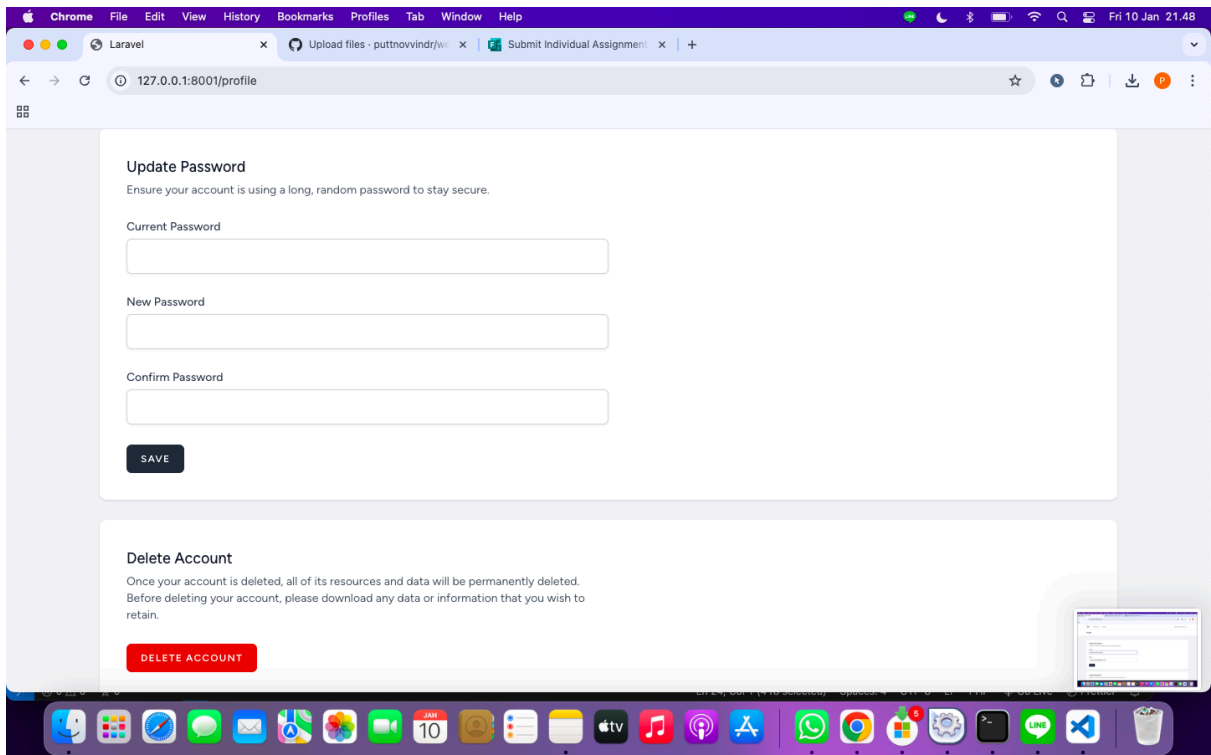 Chrome File Edit View History Bookmarks Profiles Tab Window Help Fri 10 Jan 21.48
Laravel Upload files · puttnovvindr/we Submit Individual Assignment
127.0.0.1:8001/profile P
Update Password
Ensure your account is using a long, random password to stay secure.
Current Password
New Password
Confirm Password
SAVE
Delete Account
Once your account is deleted, all of its resources and data will be permanently deleted.
Before deleting your account, please download any data or information that you wish to
retain.
DELETE ACCOUNT
JAN
10
tv
5
LINE